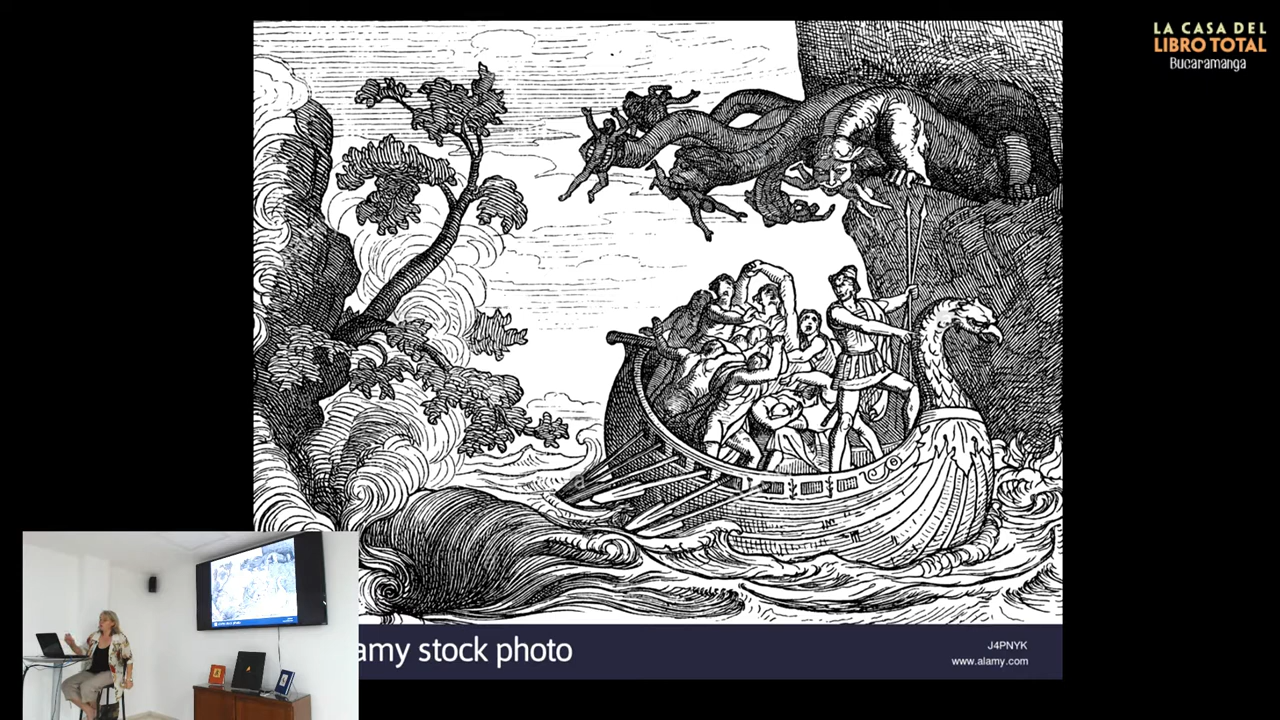 LA CASA DEL
LIBRO TOTAL
Bucaramanga
amy stock photo
J4PNYK
www.alamy.com